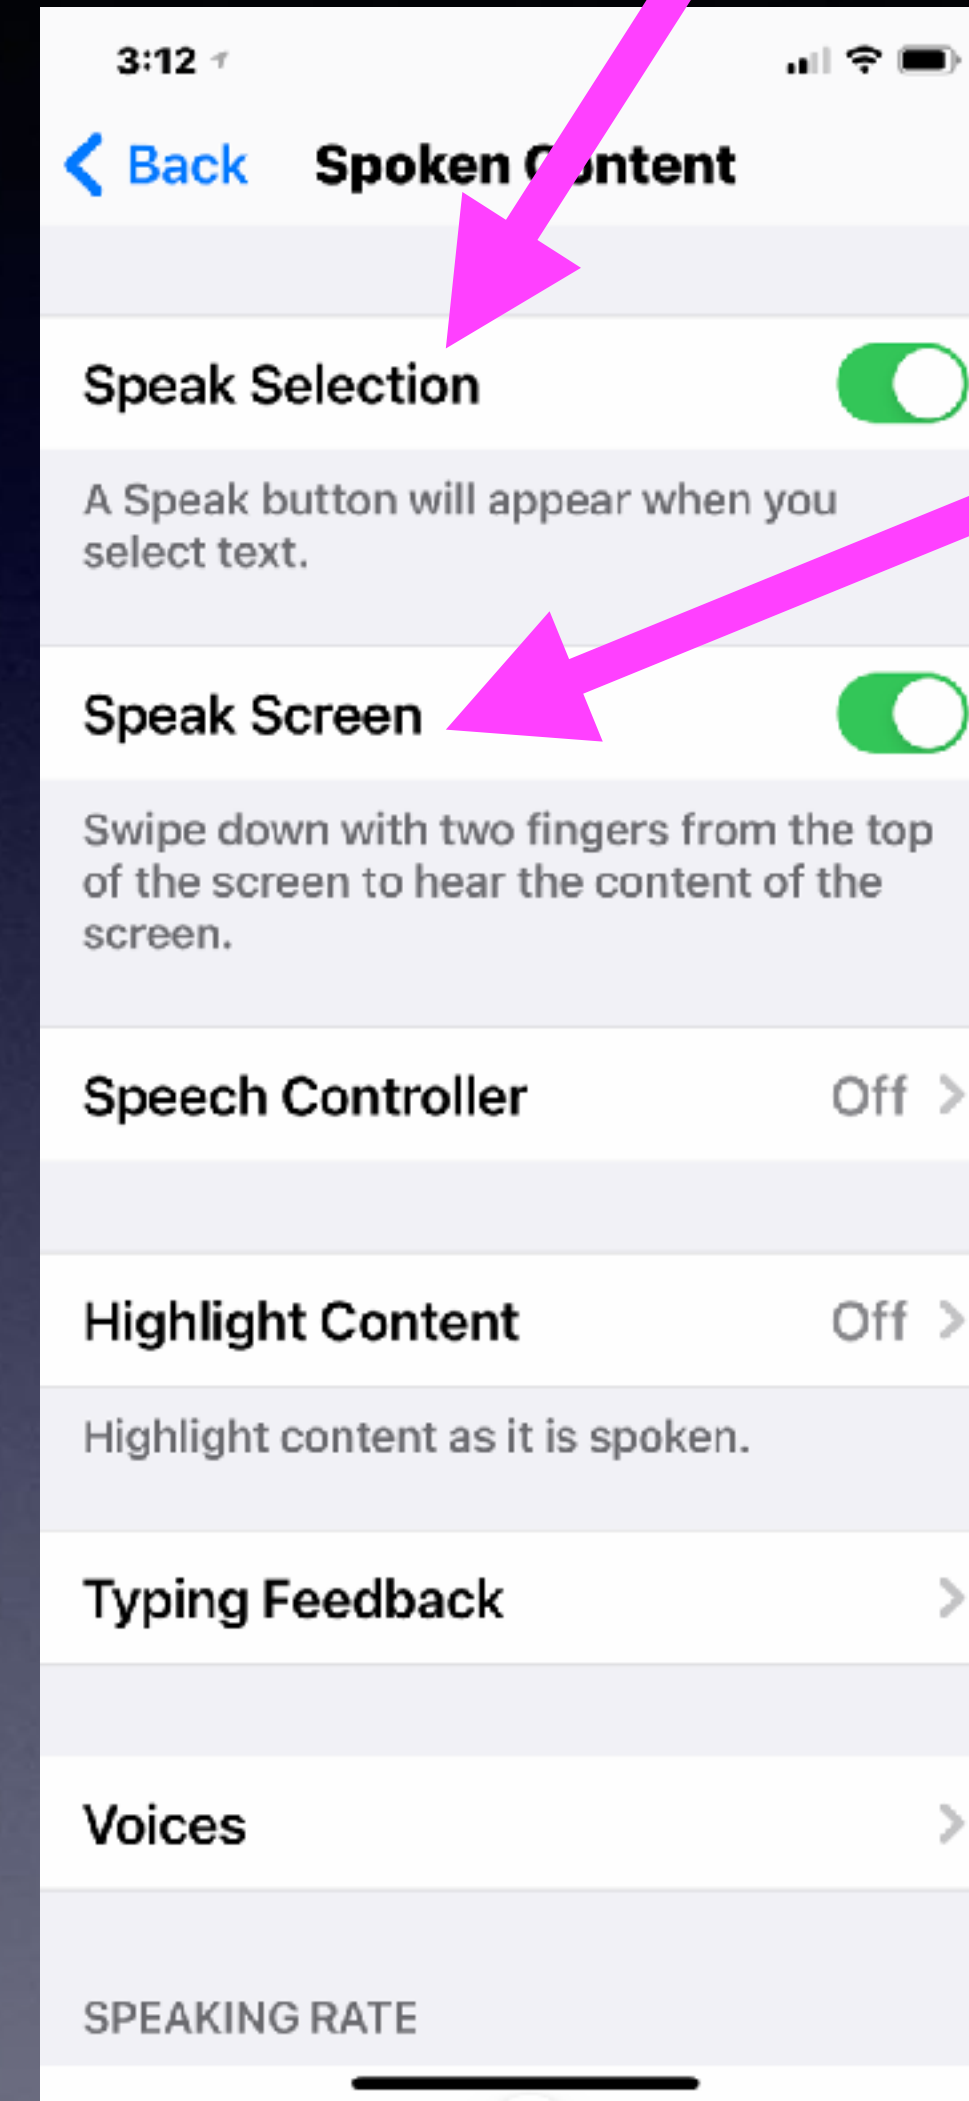 3:12
Back Spoken Content
Speak Selection
A Speak button will appear when you
select text.
Speak Screen
Swipe down with two fingers from the top
of the screen to hear the content of the
screen.
Speech Controller Off
Highlight Content Off
Highlight content as it is spoken.
Typing Feedback
Voices
SPEAKING RATE